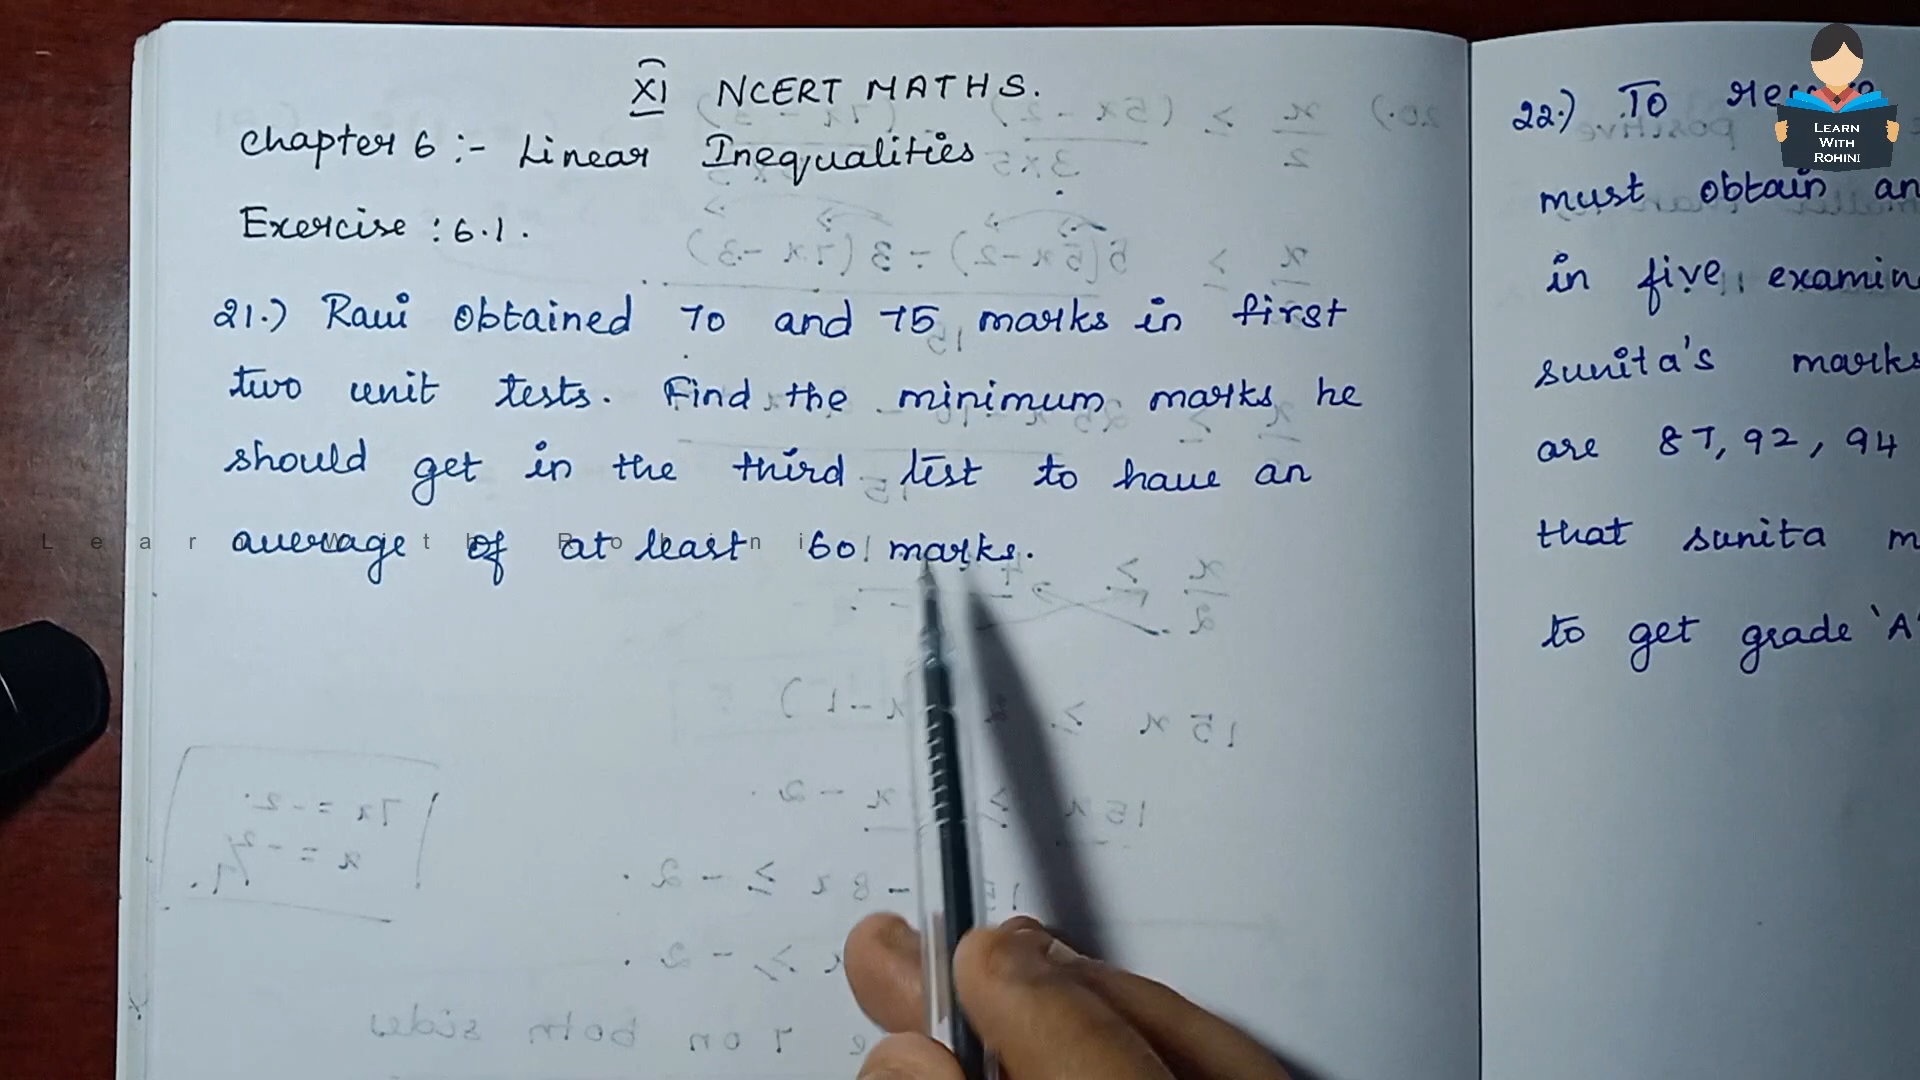 XI NCERT MATHS.
Chapter 6 :- Linear Inequalities
Exercise : 6.1.
21.) Ravi obtained 70 and 75 marks in first
two unit tests. Find the minimum marks he
should get in the third test to have an
average of at least 60 marks.
Learn With Rohini
22.) To
must obtain an
in five examin
sunita's marks
are 87, 92, 94
that sunita m
to get grade 'A'
LEARN
WITH
ROHINI